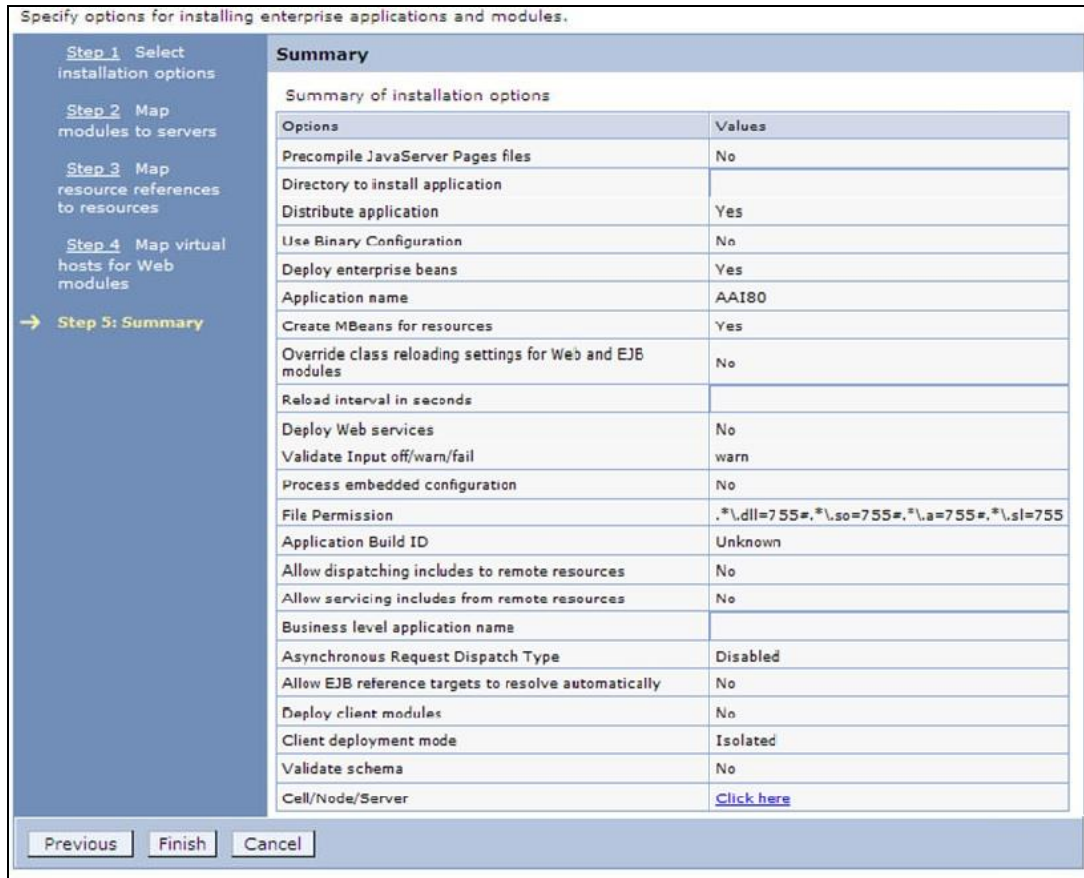 Specify options for installing enterprise applications and modules.
Step 1 Select
installation options
Step 2 Map
modules to servers
Step 3 Map
resource references
to resources
Step 4 Map virtual
hosts for Web
modules
Step 5: Summary
Summary
Summary of installation options
Options Values
Precompile JavaServer Pages files No
Directory to install application
Distribute application Yes
Use Binary Configuration No
Deploy enterprise beans Yes
Application name AAI80
Create MBeans for resources Yes
Override class reloading settings for Web and EJB
modules No
Reload interval in seconds
Deploy Web services No
Validate Input off/warn/fail warn
Process embedded configuration No
File Permission .*\.dll=755#.*\.so=755#.*\.a=755#.*\.sl=755
Application Build ID Unknown
Allow dispatching includes to remote resources No
Allow servicing includes from remote resources No
Business level application name
Asynchronous Request Dispatch Type Disabled
Allow EJB reference targets to resolve automatically No
Deploy client modules No
Client deployment mode Isolated
Validate schema No
Cell/Node/Server Click here
Previous Finish Cancel